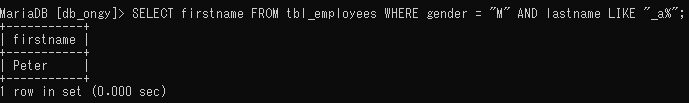 MariaDB [db_ongy]> SELECT firstname FROM tbl_employees WHERE gender = "M" AND lastname LIKE "_a%";
+-----------+
| firstname |
+-----------+
| Peter     |
+-----------+
1 row in set (0.000 sec)